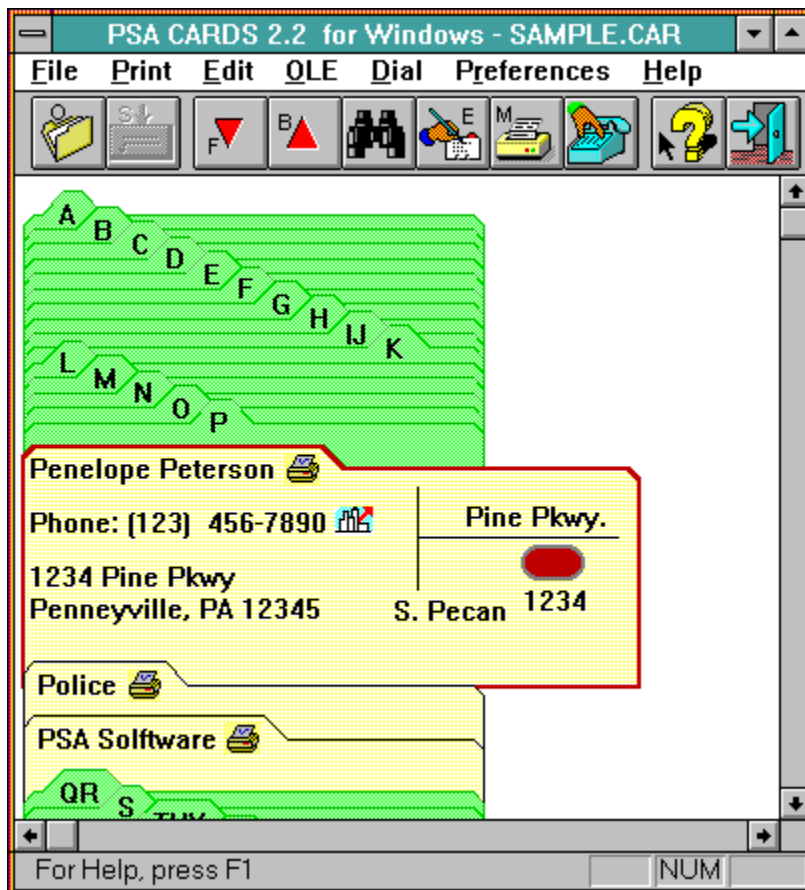 PSA CARDS 2.2 for Windows - SAMPLE.CAR
File Print Edit OLE Dial Preferences Help
O S F B E M
A
B
C
D
E
F
G
H
IJ
K
L
M
N
O
P
Penelope Peterson
Phone: (123) 456-7890
1234 Pine Pkwy
Penneyville, PA 12345
Pine Pkwy.
S. Pecan 1234
Police
PSA Solftware
QR
S
For Help, press F1 NUM